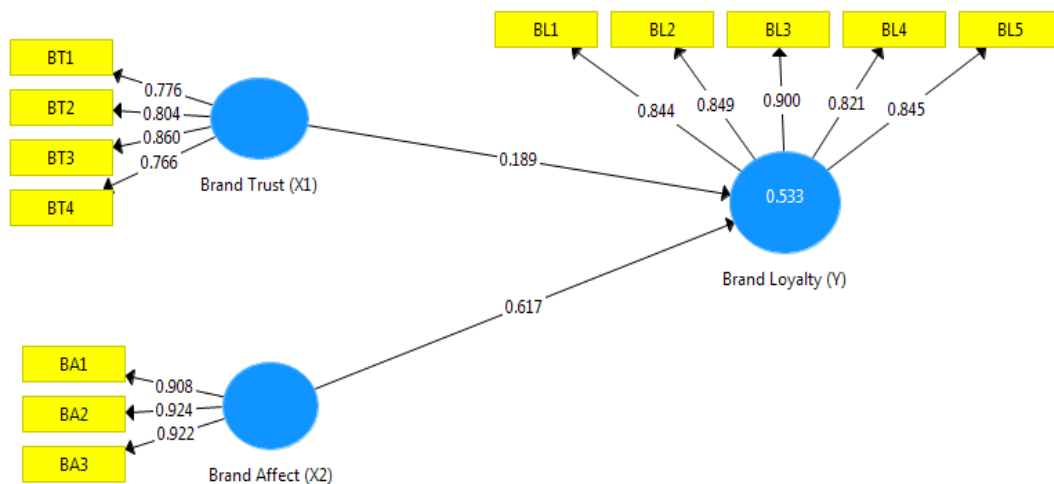 BL1 BL2 BL3 BL4 BL5
BT1
BT2
BT3
BT4
0.776
0.804
0.860
0.766
Brand Trust (X1)
0.844
0.849
0.900
0.821
0.845
0.189
0.533
Brand Loyalty (Y)
0.617
BA1
BA2
BA3
0.908
0.924
0.922
Brand Affect (X2)